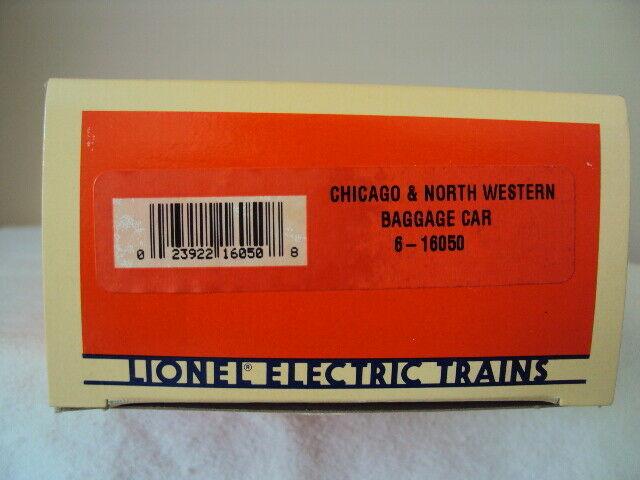 CHICAGO & NORTH WESTERN
BAGGAGE CAR
6-16050
0 23922 16050 8
LIONEL® ELECTRIC TRAINS